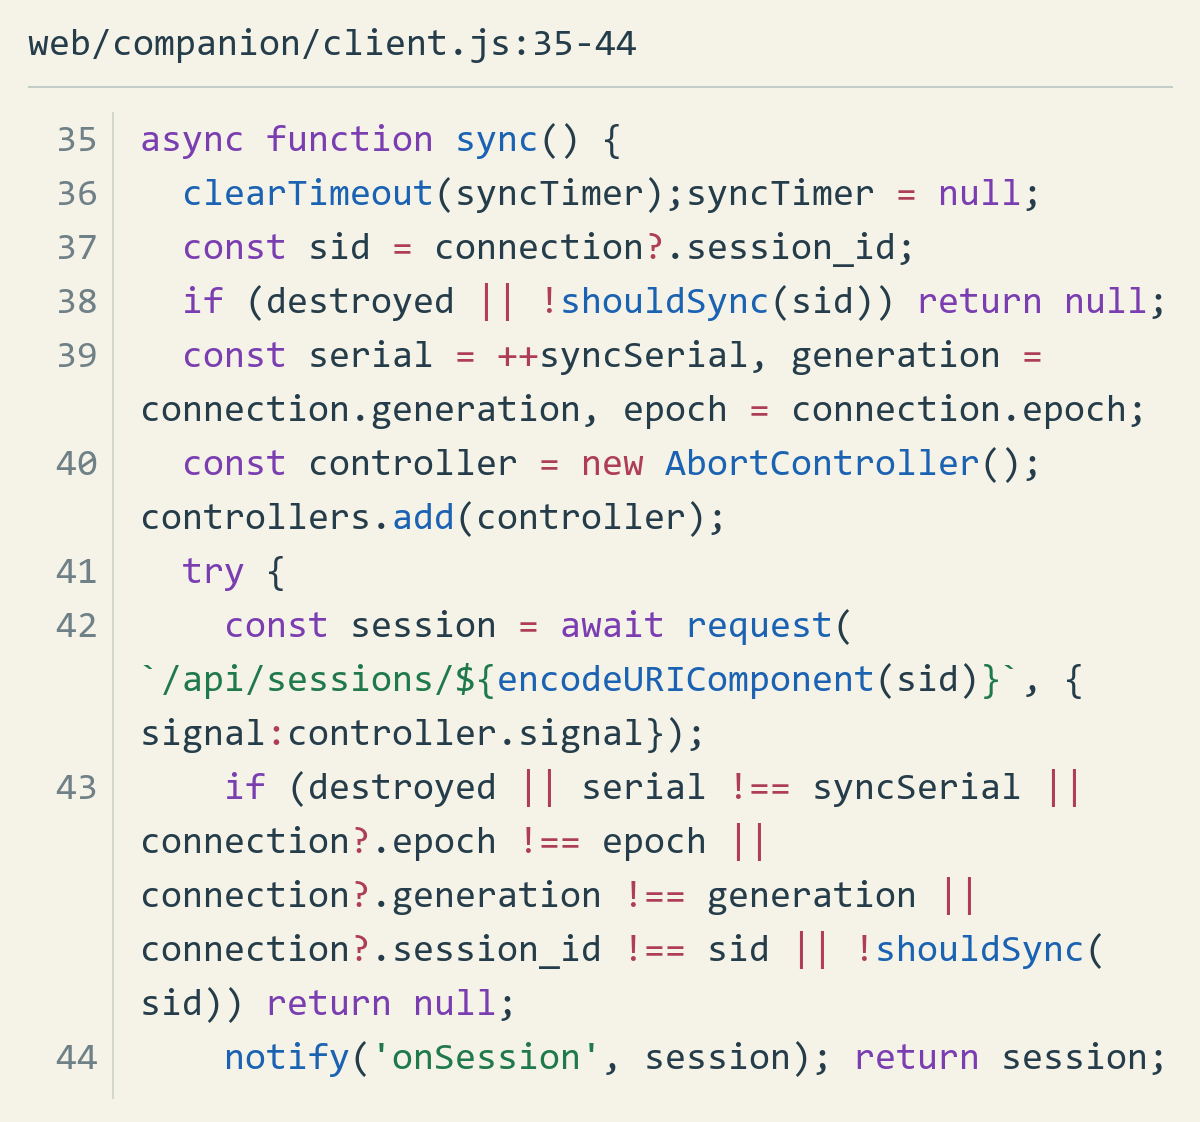 web/companion/client.js:35-44
35 async function sync() {
36   clearTimeout(syncTimer);syncTimer = null;
37   const sid = connection?.session_id;
38   if (destroyed || !shouldSync(sid)) return null;
39   const serial = ++syncSerial, generation =
connection.generation, epoch = connection.epoch;
40   const controller = new AbortController();
controllers.add(controller);
41   try {
42     const session = await request(
`/api/sessions/${encodeURIComponent(sid)}`, {
signal:controller.signal});
43     if (destroyed || serial !== syncSerial ||
connection?.epoch !== epoch ||
connection?.generation !== generation ||
connection?.session_id !== sid || !shouldSync(
sid)) return null;
44     notify('onSession', session); return session;